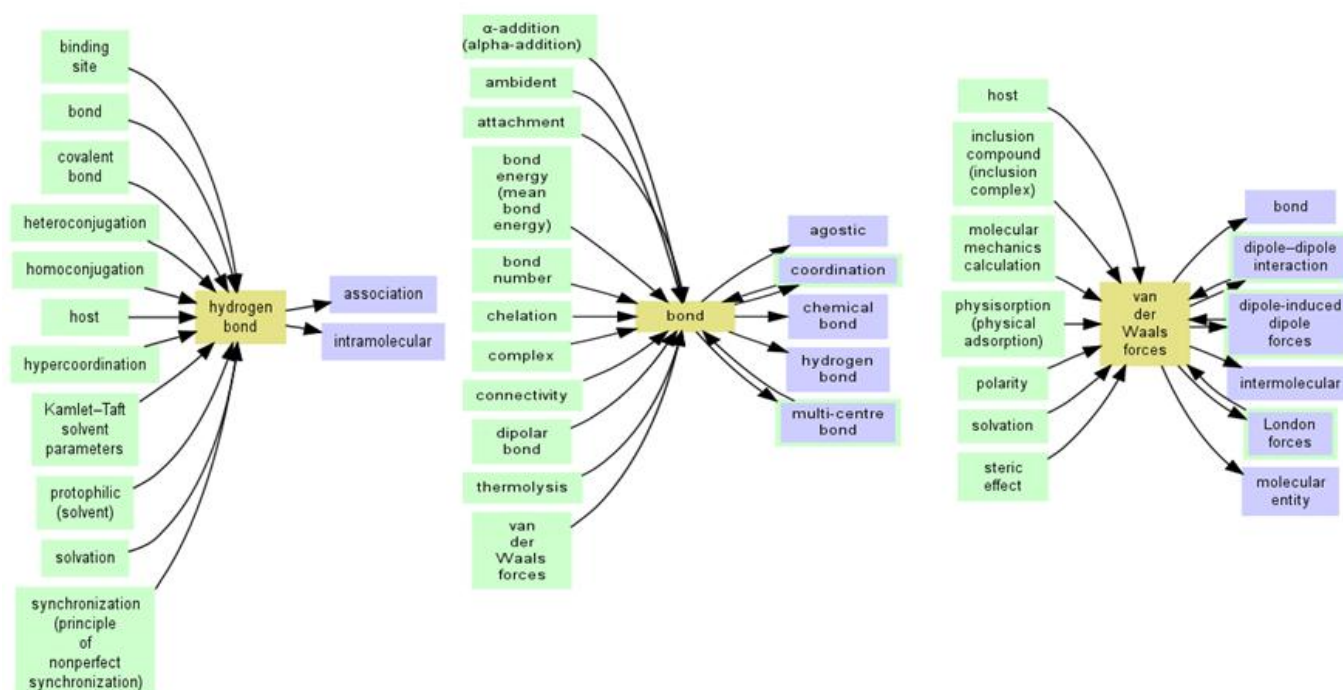 binding
site
bond
covalent
bond
heteroconjugation
homoconjugation
host
hypercoordination
Kamlet–Taft
solvent
parameters
protophilic
(solvent)
solvation
synchronization
(principle
of
nonperfect
synchronization)
hydrogen
bond
association
intramolecular
α-addition
(alpha-addition)
ambident
attachment
bond
energy
(mean
bond
energy)
bond
number
chelation
complex
connectivity
dipolar
bond
thermolysis
van
der
Waals
forces
bond
agostic
coordination
chemical
bond
hydrogen
bond
multi-centre
bond
host
inclusion
compound
(inclusion
complex)
molecular
mechanics
calculation
physisorption
(physical
adsorption)
polarity
solvation
steric
effect
van
der
Waals
forces
bond
dipole–dipole
interaction
dipole-induced
dipole
forces
intermolecular
London
forces
molecular
entity